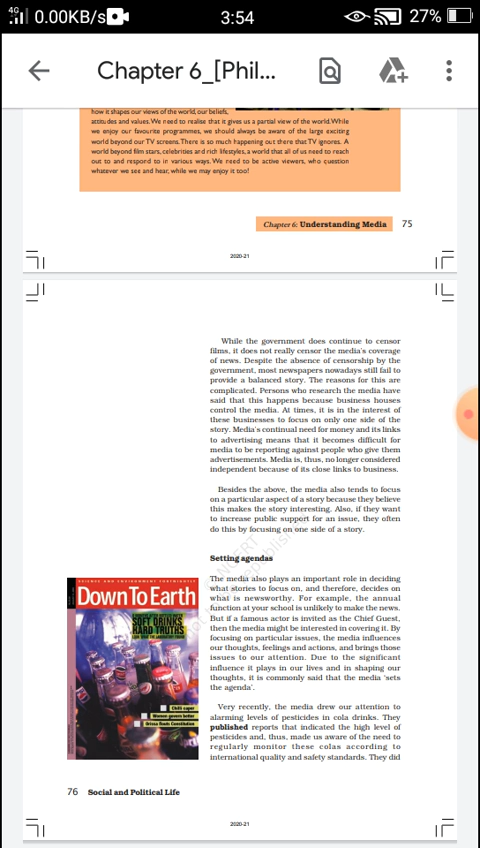 4G 0.00KB/s 3:54 27%
Chapter 6_[Phil...
how it shapes our views of the world, our beliefs,
attitudes and values. We need to realise that it gives us a partial view of the world. While
we enjoy our favourite programmes, we should always be aware of the large exciting
world beyond our TV screens. There is so much happening out there that TV ignores. A
world beyond film stars, celebrities and rich lifestyles, a world that all of us need to reach
out to and respond to in various ways. We need to be active viewers, who question
whatever we see and hear, while we may enjoy it too!
Chapter 6: Understanding Media 75
2020-21
While the government does continue to censor
films, it does not really censor the media's coverage
of news. Despite the absence of censorship by the
government, most newspapers nowadays still fail to
provide a balanced story. The reasons for this are
complicated. Persons who research the media have
said that this happens because business houses
control the media. At times, it is in the interest of
these businesses to focus on only one side of the
story. Media's continual need for money and its links
to advertising means that it becomes difficult for
media to be reporting against people who give them
advertisements. Media is, thus, no longer considered
independent because of its close links to business.
Besides the above, the media also tends to focus
on a particular aspect of a story because they believe
this makes the story interesting. Also, if they want
to increase public support for an issue, they often
do this by focusing on one side of a story.
Setting agendas
The media also plays an important role in deciding
what stories to focus on, and therefore, decides on
what is newsworthy. For example, the annual
function at your school is unlikely to make the news.
But if a famous actor is invited as the Chief Guest,
then the media might be interested in covering it. By
focusing on particular issues, the media influences
our thoughts, feelings and actions, and brings those
issues to our attention. Due to the significant
influence it plays in our lives and in shaping our
thoughts, it is commonly said that the media 'sets
the agenda'.
Very recently, the media drew our attention to
alarming levels of pesticides in cola drinks. They
published reports that indicated the high level of
pesticides and, thus, made us aware of the need to
regularly monitor these colas according to
international quality and safety standards. They did
SCIENCE AND ENVIRONMENT FORTNIGHTLY
Down To Earth
SOFT DRINKS
HARD TRUTHS
Chilli caper
Women govern better
Orissa flouts Constitution
NCERT
76 Social and Political Life
2020-21